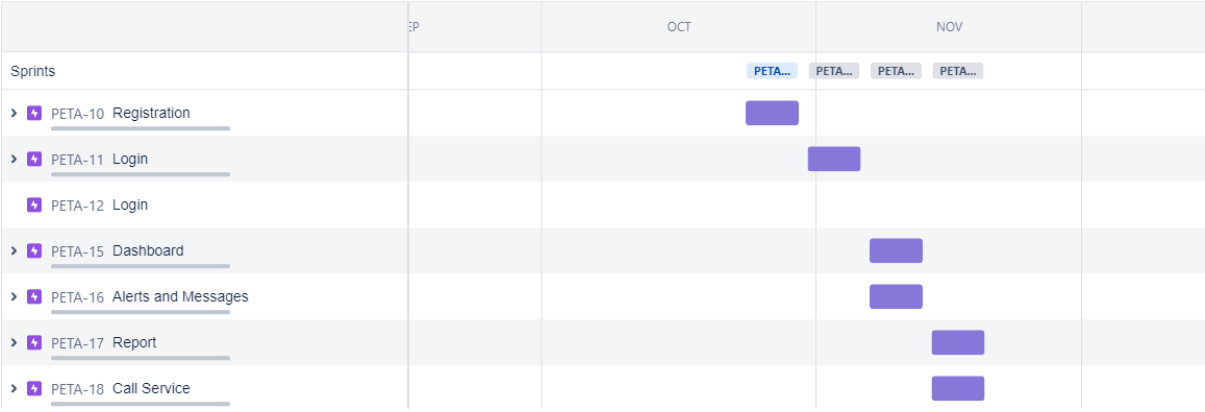 EP OCT NOV
Sprints PETA... PETA... PETA... PETA...
PETA-10 Registration
PETA-11 Login
PETA-12 Login
PETA-15 Dashboard
PETA-16 Alerts and Messages
PETA-17 Report
PETA-18 Call Service